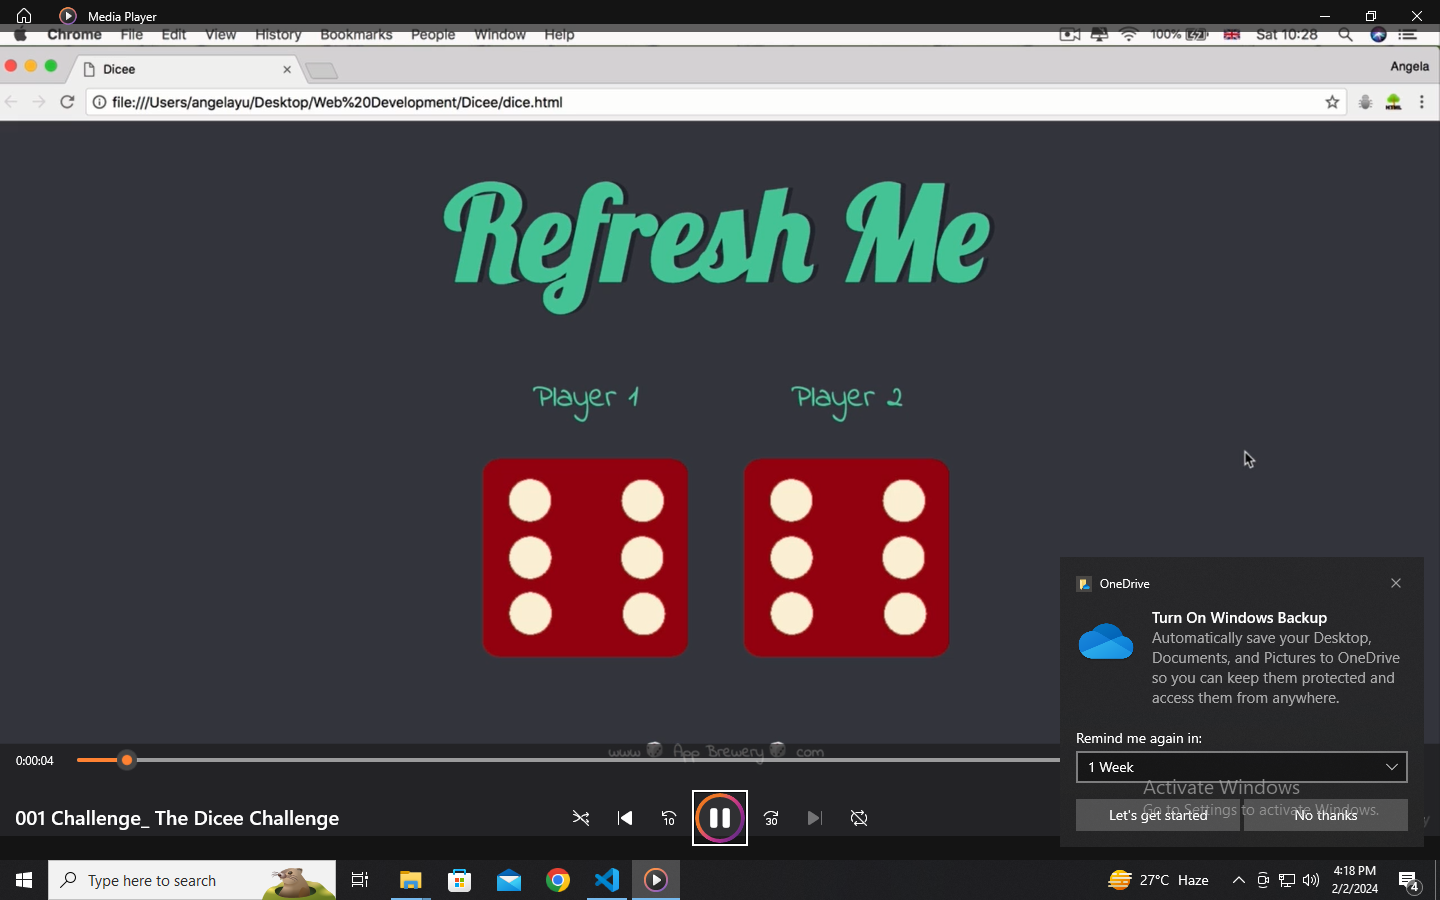 Media Player
Chrome File Edit View History Bookmarks People Window Help 100% Sat 10:28
Dicee
Angela
file:///Users/angelayu/Desktop/Web%20Development/Dicee/dice.html
Refresh Me
Player 1 Player 2
www App Brewery com
OneDrive
Turn On Windows Backup
Automatically save your Desktop,
Documents, and Pictures to OneDrive
so you can keep them protected and
access them from anywhere.
Remind me again in:
1 Week
Activate Windows
Go to Settings to activate Windows.
Let's get started No thanks
0:00:04
001 Challenge_ The Dicee Challenge
10 30
Type here to search
27°C Haze
4:18 PM
2/2/2024
4